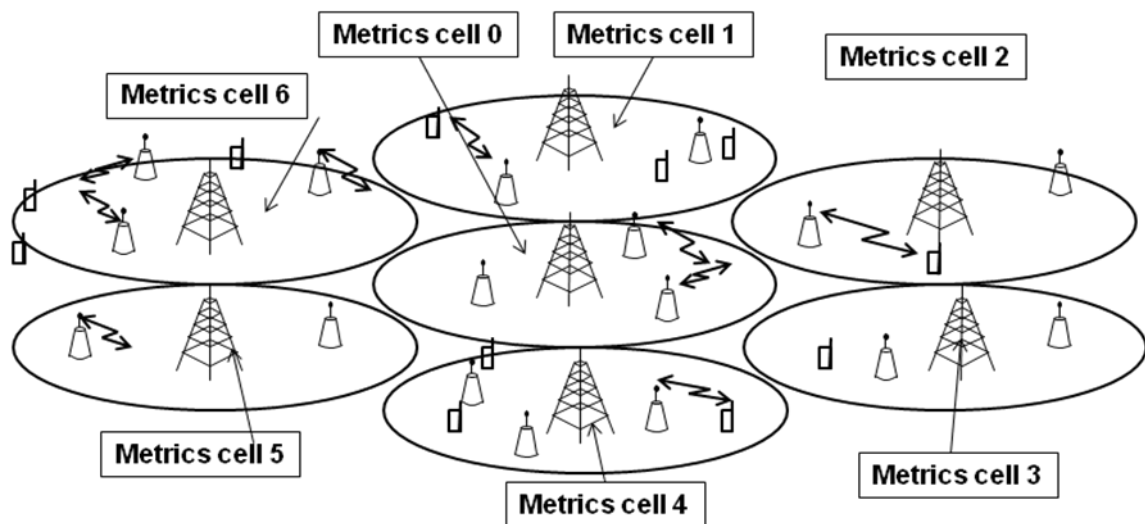 Metrics cell 0
Metrics cell 1
Metrics cell 2
Metrics cell 6
Metrics cell 5
Metrics cell 3
Metrics cell 4